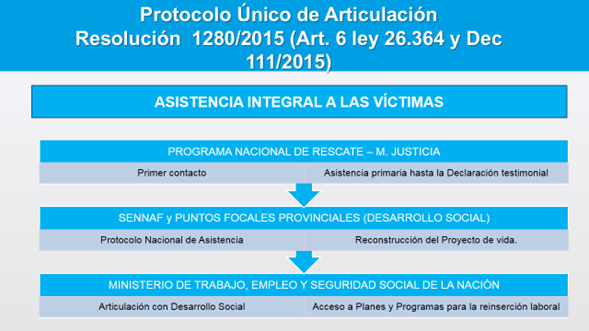 Protocolo Único de Articulación
Resolución 1280/2015 (Art. 6 ley 26.364 y Dec
111/2015)
ASISTENCIA INTEGRAL A LAS VÍCTIMAS
PROGRAMA NACIONAL DE RESCATE – M. JUSTICIA
Primer contacto
Asistencia primaria hasta la Declaración testimonial
SENNAF y PUNTOS FOCALES PROVINCIALES (DESARROLLO SOCIAL)
Protocolo Nacional de Asistencia
Reconstrucción del Proyecto de vida.
MINISTERIO DE TRABAJO, EMPLEO Y SEGURIDAD SOCIAL DE LA NACIÓN
Articulación con Desarrollo Social
Acceso a Planes y Programas para la reinserción laboral